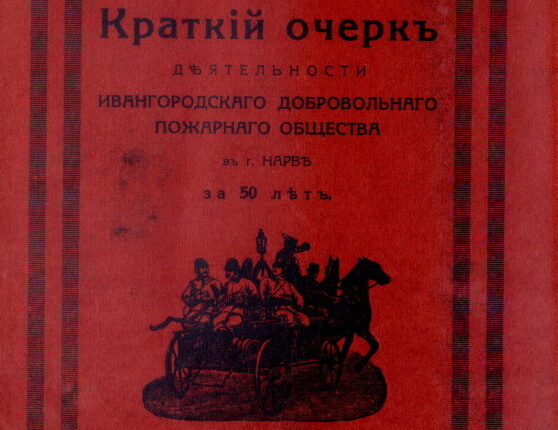 Краткій очеркъ
ДѢЯТЕЛЬНОСТИ
ИВАНГОРОДСКАГО ДОБРОВОЛЬНАГО
ПОЖАРНАГО ОБЩЕСТВА
въ г. НАРВѢ
за 50 лѣтъ.